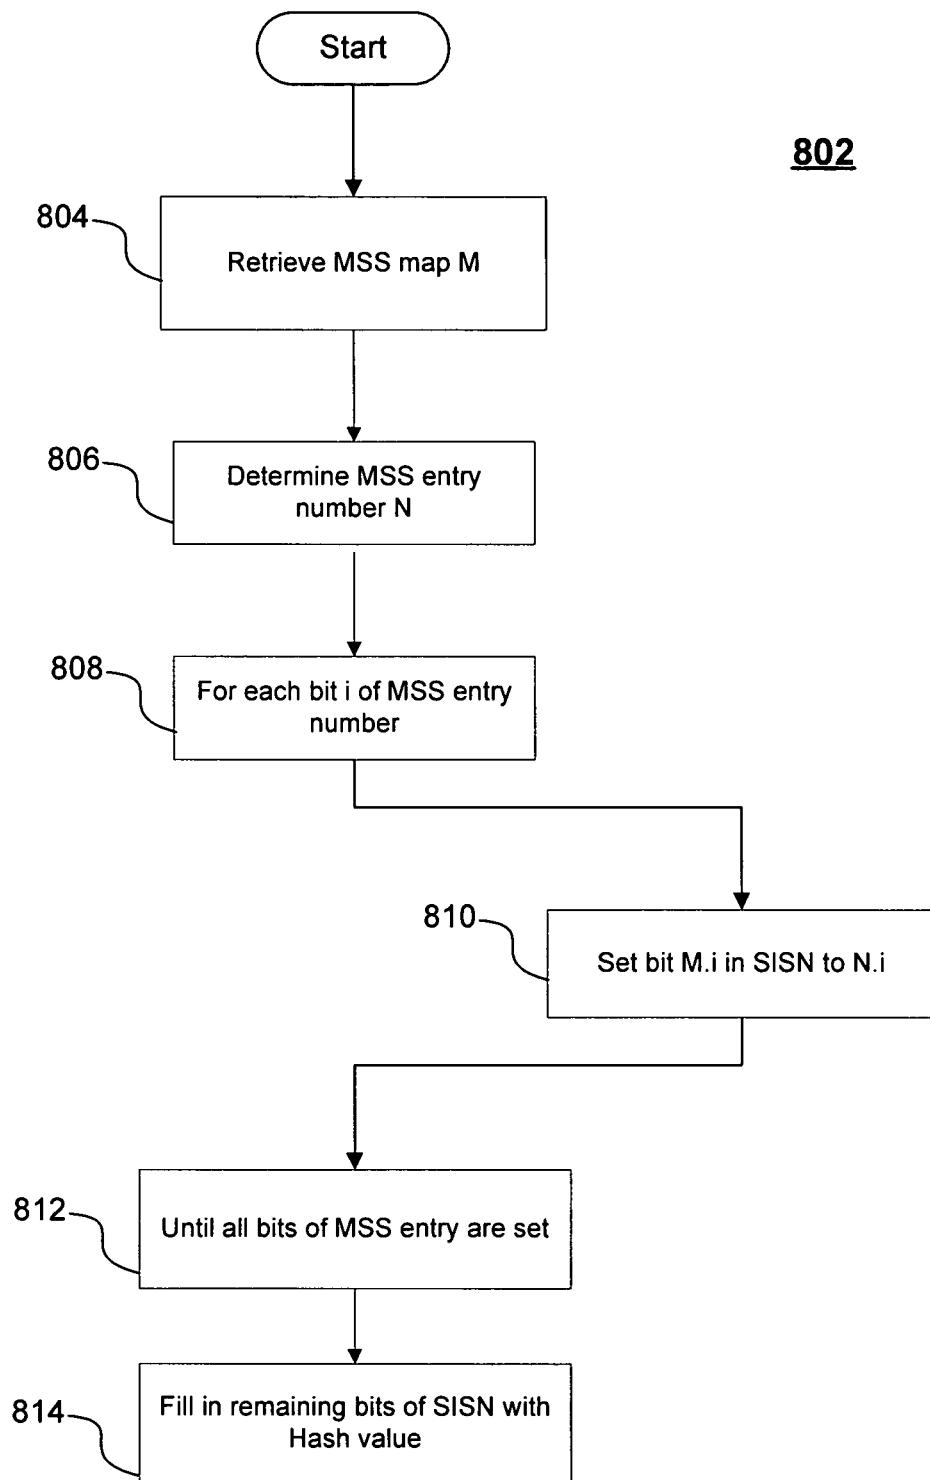 Start
802
804
Retrieve MSS map M
806
Determine MSS entry
number N
808
For each bit i of MSS entry
number
810
Set bit M.i in SISN to N.i
812
Until all bits of MSS entry are set
814
Fill in remaining bits of SISN with
Hash value